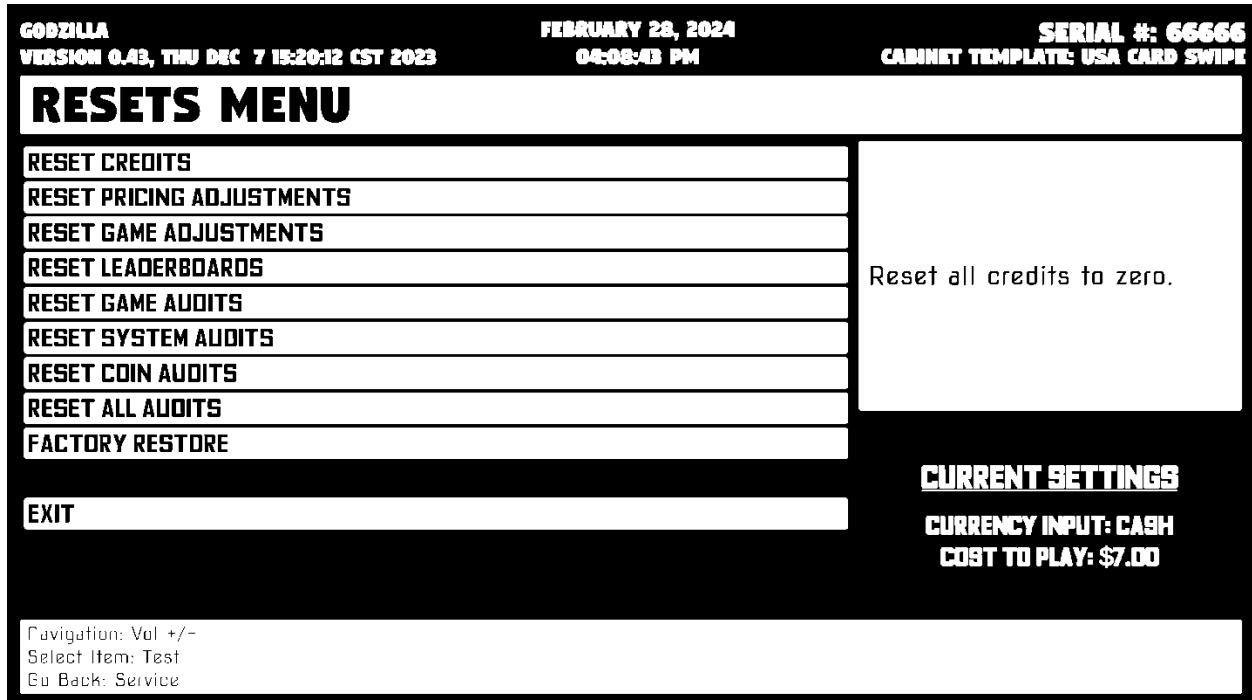 GODZILLA
VERSION 0.43, THU DEC 7 15:20:12 CST 2023
FEBRUARY 28, 2024
04:08:43 PM
SERIAL #: 66666
CABINET TEMPLATE: USA CARD SWIPE
RESETS MENU
RESET CREDITS
RESET PRICING ADJUSTMENTS
RESET GAME ADJUSTMENTS
RESET LEADERBOARDS
RESET GAME AUDITS
RESET SYSTEM AUDITS
RESET COIN AUDITS
RESET ALL AUDITS
FACTORY RESTORE
EXIT
Reset all credits to zero.
CURRENT SETTINGS
CURRENCY INPUT: CASH
COST TO PLAY: $7.00
Navigation: Vol +/-
Select Item: Test
Go Back: Service